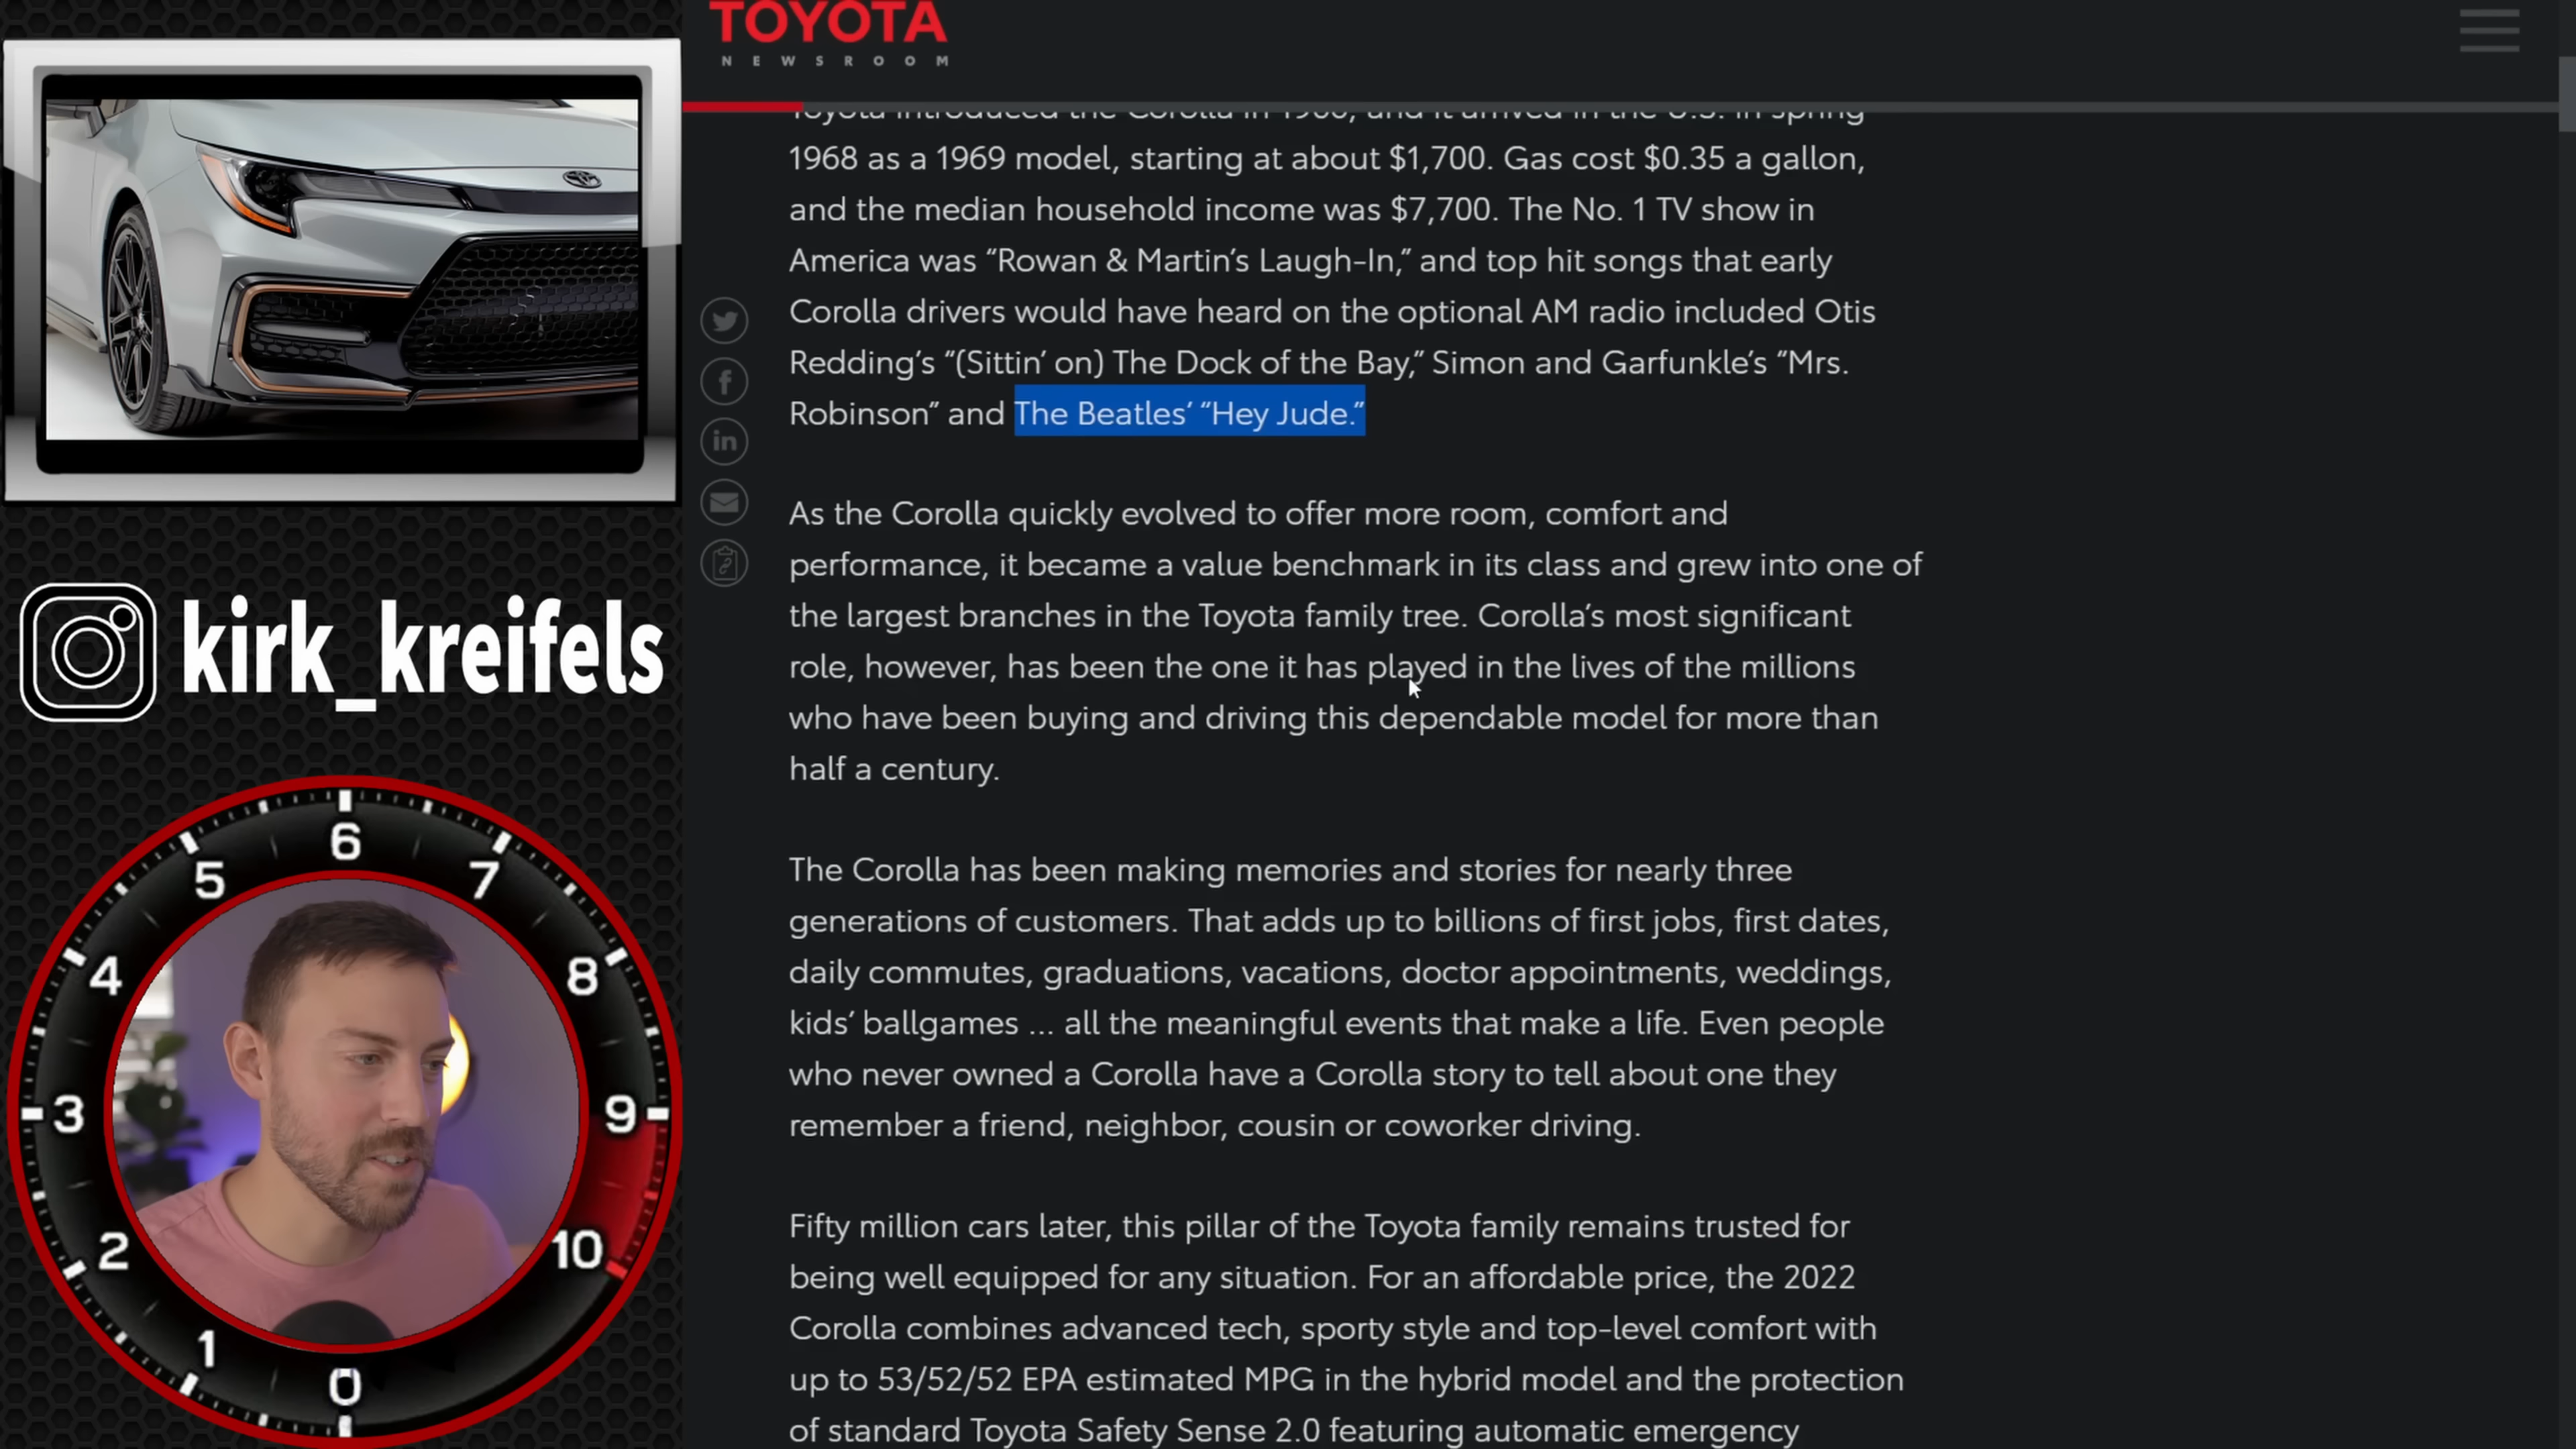 TOYOTA
NEWSROOM
Toyota introduced the Corolla in 1966, and it arrived in the U.S. in spring
1968 as a 1969 model, starting at about $1,700. Gas cost $0.35 a gallon,
and the median household income was $7,700. The No. 1 TV show in
America was “Rowan & Martin’s Laugh-In,” and top hit songs that early
Corolla drivers would have heard on the optional AM radio included Otis
Redding’s “(Sittin’ on) The Dock of the Bay,” Simon and Garfunkle’s “Mrs.
Robinson” and The Beatles’ “Hey Jude.”
As the Corolla quickly evolved to offer more room, comfort and
performance, it became a value benchmark in its class and grew into one of
the largest branches in the Toyota family tree. Corolla’s most significant
role, however, has been the one it has played in the lives of the millions
who have been buying and driving this dependable model for more than
half a century.
The Corolla has been making memories and stories for nearly three
generations of customers. That adds up to billions of first jobs, first dates,
daily commutes, graduations, vacations, doctor appointments, weddings,
kids’ ballgames ... all the meaningful events that make a life. Even people
who never owned a Corolla have a Corolla story to tell about one they
remember a friend, neighbor, cousin or coworker driving.
Fifty million cars later, this pillar of the Toyota family remains trusted for
being well equipped for any situation. For an affordable price, the 2022
Corolla combines advanced tech, sporty style and top-level comfort with
up to 53/52/52 EPA estimated MPG in the hybrid model and the protection
of standard Toyota Safety Sense 2.0 featuring automatic emergency
kirk_kreifels
0
1
2
3
4
5
6
7
8
9
10